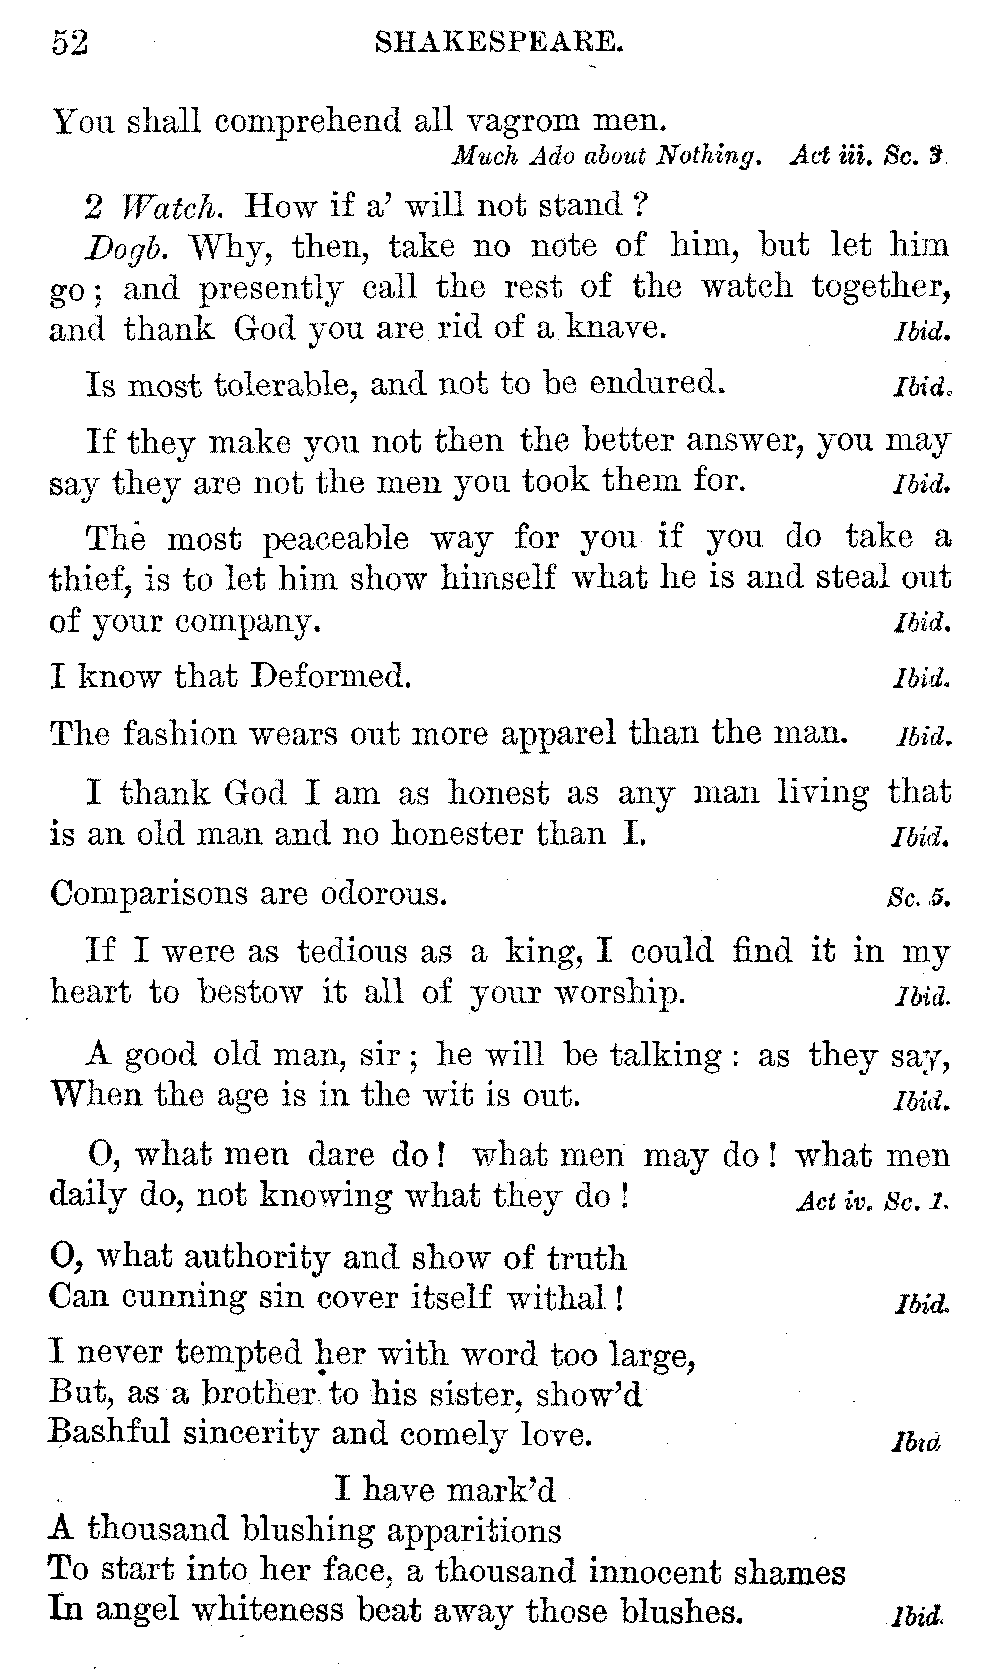 52 SHAKESPEARE.
You shall comprehend all vagrom men.
Much Ado about Nothing. Act iii. Sc. 3.
2 Watch. How if a' will not stand ?
Dogb. Why, then, take no note of him, but let him
go ; and presently call the rest of the watch together,
and thank God you are rid of a knave. Ibid.
Is most tolerable, and not to be endured. Ibid.
If they make you not then the better answer, you may
say they are not the men you took them for. Ibid.
The most peaceable way for you if you do take a
thief, is to let him show himself what he is and steal out
of your company. Ibid.
I know that Deformed. Ibid.
The fashion wears out more apparel than the man. Ibid.
I thank God I am as honest as any man living that
is an old man and no honester than I. Ibid.
Comparisons are odorous. Sc. 5.
If I were as tedious as a king, I could find it in my
heart to bestow it all of your worship. Ibid.
A good old man, sir ; he will be talking : as they say,
When the age is in the wit is out. Ibid.
O, what men dare do ! what men may do ! what men
daily do, not knowing what they do ! Act iv. Sc. 1.
O, what authority and show of truth
Can cunning sin cover itself withal ! Ibid.
I never tempted her with word too large,
But, as a brother to his sister, show'd
Bashful sincerity and comely love. Ibid
I have mark'd
A thousand blushing apparitions
To start into her face, a thousand innocent shames
In angel whiteness beat away those blushes. Ibid.